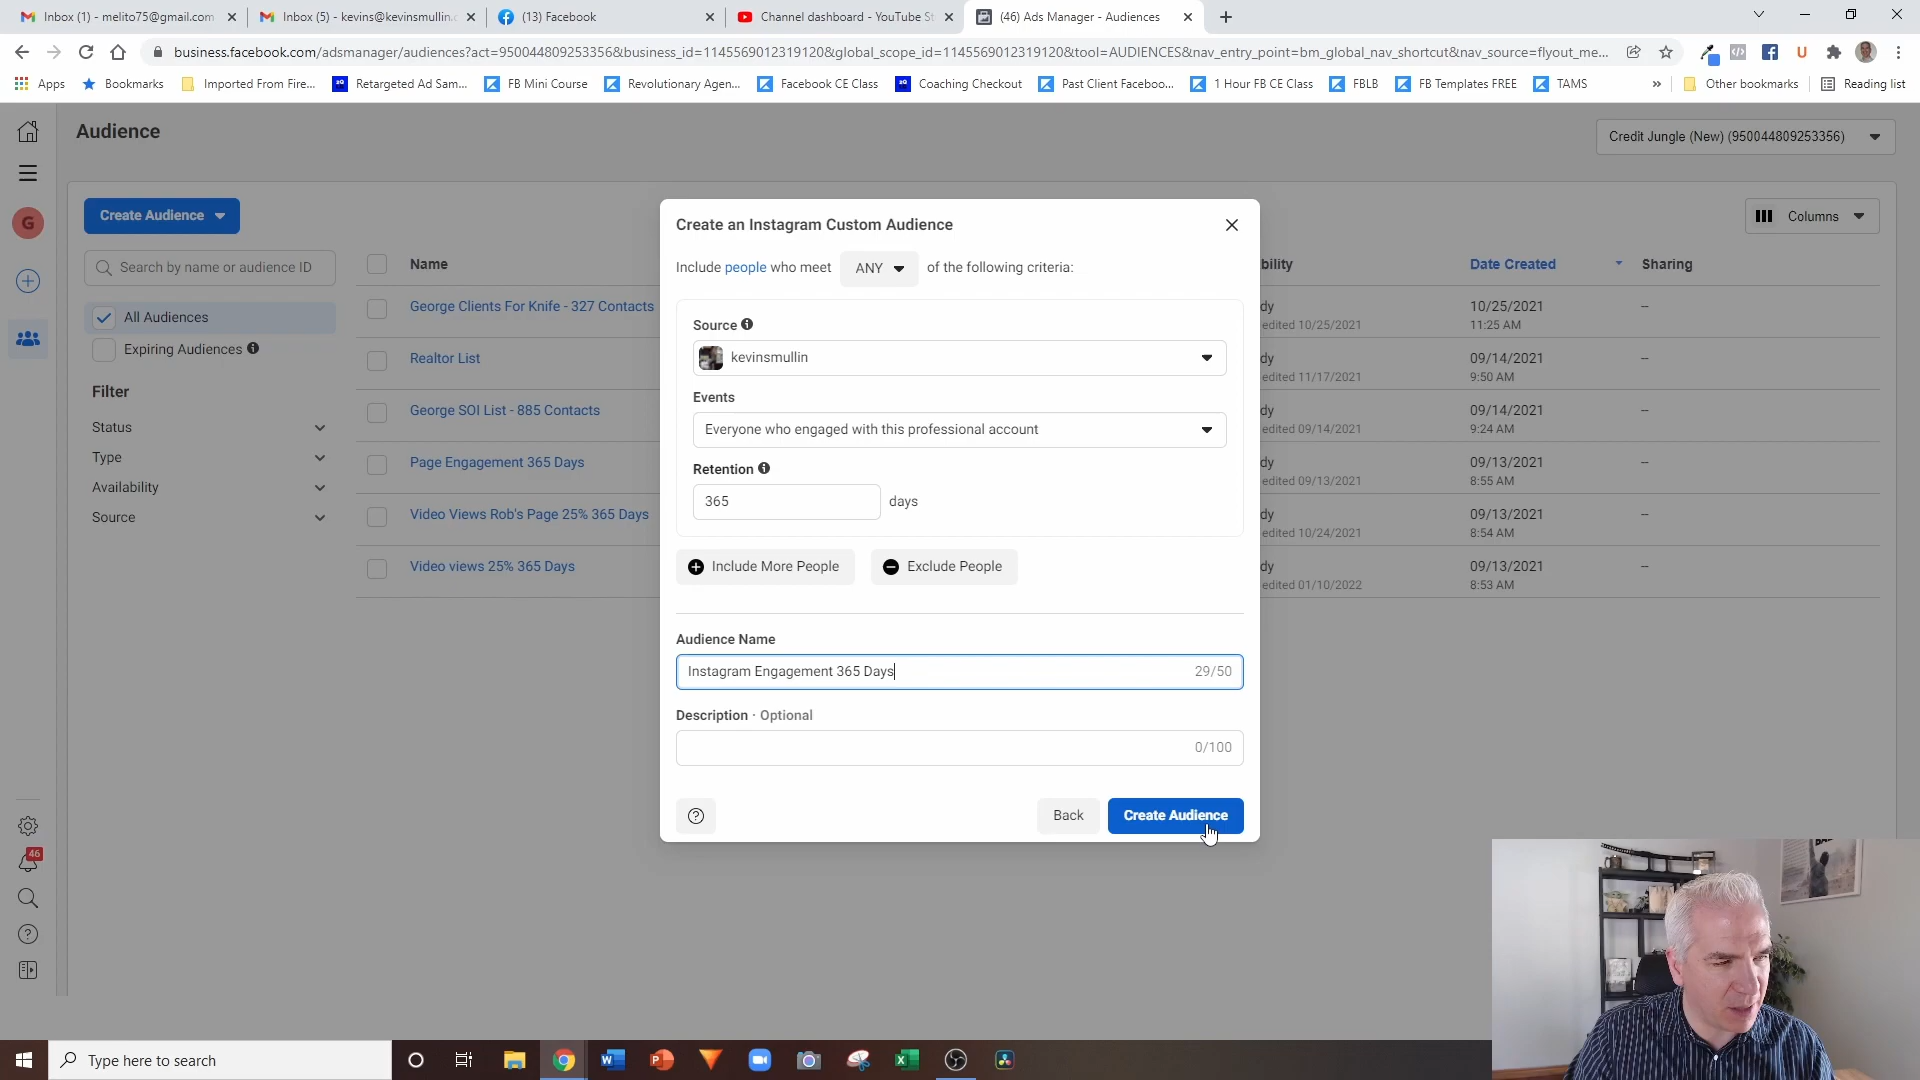 Inbox (1) - melito75@gmail.com
Inbox (5) - kevins@kevinsmullin.c
(13) Facebook
Channel dashboard - YouTube St
(46) Ads Manager - Audiences
business.facebook.com/adsmanager/audiences?act=950044809253356&business_id=1145569012319120&global_scope_id=1145569012319120&tool=AUDIENCES&nav_entry_point=bm_global_nav_shortcut&nav_source=flyout_me...
Apps
Bookmarks
Imported From Fire...
Retargeted Ad Sam...
FB Mini Course
Revolutionary Agen...
Facebook CE Class
Coaching Checkout
Past Client Faceboo...
1 Hour FB CE Class
FBLB
FB Templates FREE
TAMS
»
Other bookmarks
Reading list
Audience
Credit Jungle (New) (950044809253356)
G
Create Audience
Columns
Search by name or audience ID
All Audiences
Expiring Audiences
Filter
Status
Type
Availability
Source
Name
bility
Date Created
Sharing
George Clients For Knife - 327 Contacts
dy
edited 10/25/2021
10/25/2021
11:25 AM
--
Realtor List
dy
edited 11/17/2021
09/14/2021
9:50 AM
--
George SOI List - 885 Contacts
dy
edited 09/14/2021
09/14/2021
9:24 AM
--
Page Engagement 365 Days
dy
edited 09/13/2021
09/13/2021
8:55 AM
--
Video Views Rob's Page 25% 365 Days
dy
edited 10/24/2021
09/13/2021
8:54 AM
--
Video views 25% 365 Days
dy
edited 01/10/2022
09/13/2021
8:53 AM
--
Create an Instagram Custom Audience
Include people who meet ANY of the following criteria:
Source
kevinsmullin
Events
Everyone who engaged with this professional account
Retention
365 days
Include More People
Exclude People
Audience Name
Instagram Engagement 365 Days 29/50
Description · Optional
0/100
Back
Create Audience
46
Type here to search